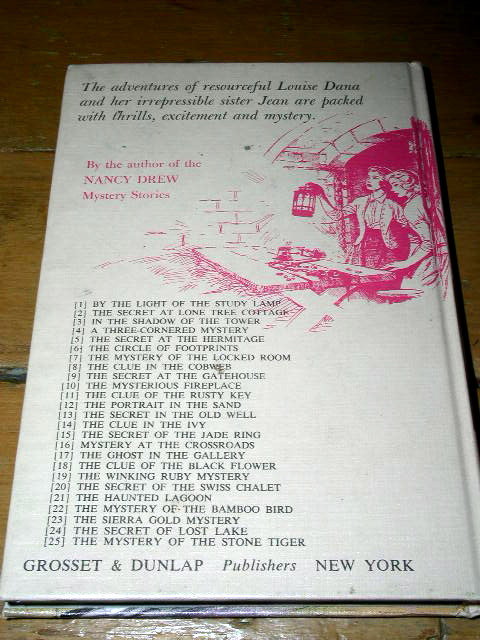 The adventures of resourceful Louise Dana
and her irrepressible sister Jean are packed
with thrills, excitement and mystery.
By the author of the
NANCY DREW
Mystery Stories
[1] BY THE LIGHT OF THE STUDY LAMP
[2] THE SECRET AT LONE TREE COTTAGE
[3] IN THE SHADOW OF THE TOWER
[4] A THREE-CORNERED MYSTERY
[5] THE SECRET AT THE HERMITAGE
[6] THE CIRCLE OF FOOTPRINTS
[7] THE MYSTERY OF THE LOCKED ROOM
[8] THE CLUE IN THE COBWEB
[9] THE SECRET AT THE GATEHOUSE
[10] THE MYSTERIOUS FIREPLACE
[11] THE CLUE OF THE RUSTY KEY
[12] THE PORTRAIT IN THE SAND
[13] THE SECRET IN THE OLD WELL
[14] THE CLUE IN THE IVY
[15] THE SECRET OF THE JADE RING
[16] MYSTERY AT THE CROSSROADS
[17] THE GHOST IN THE GALLERY
[18] THE CLUE OF THE BLACK FLOWER
[19] THE WINKING RUBY MYSTERY
[20] THE SECRET OF THE SWISS CHALET
[21] THE HAUNTED LAGOON
[22] THE MYSTERY OF THE BAMBOO BIRD
[23] THE SIERRA GOLD MYSTERY
[24] THE SECRET OF LOST LAKE
[25] THE MYSTERY OF THE STONE TIGER
GROSSET & DUNLAP Publishers NEW YORK